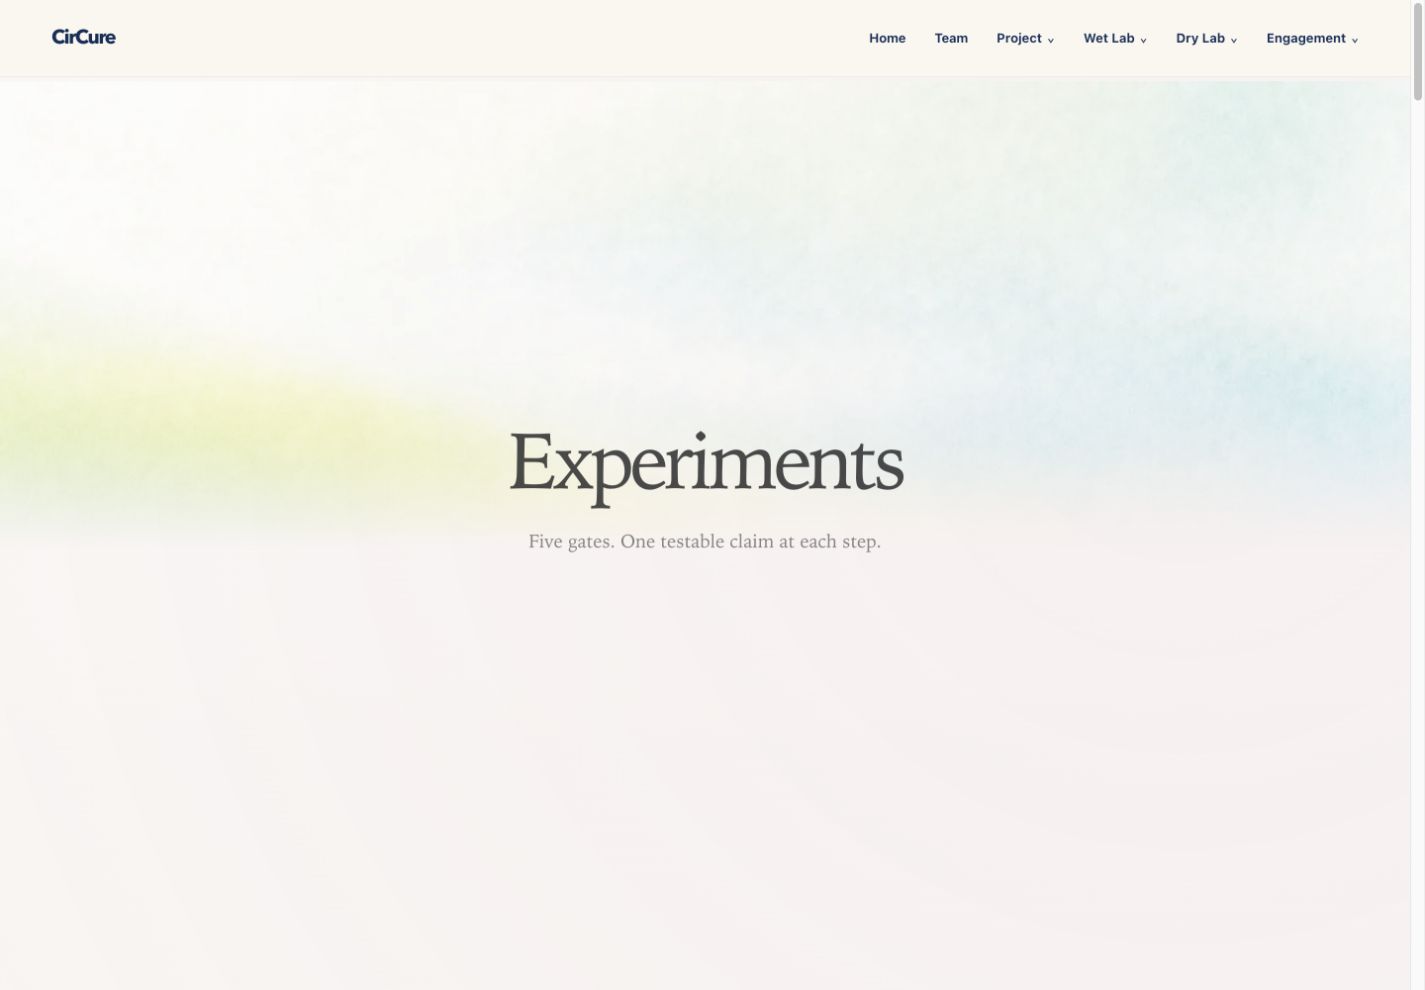 CirCure
Home Team Project Wet Lab Dry Lab Engagement
Experiments
Five gates. One testable claim at each step.